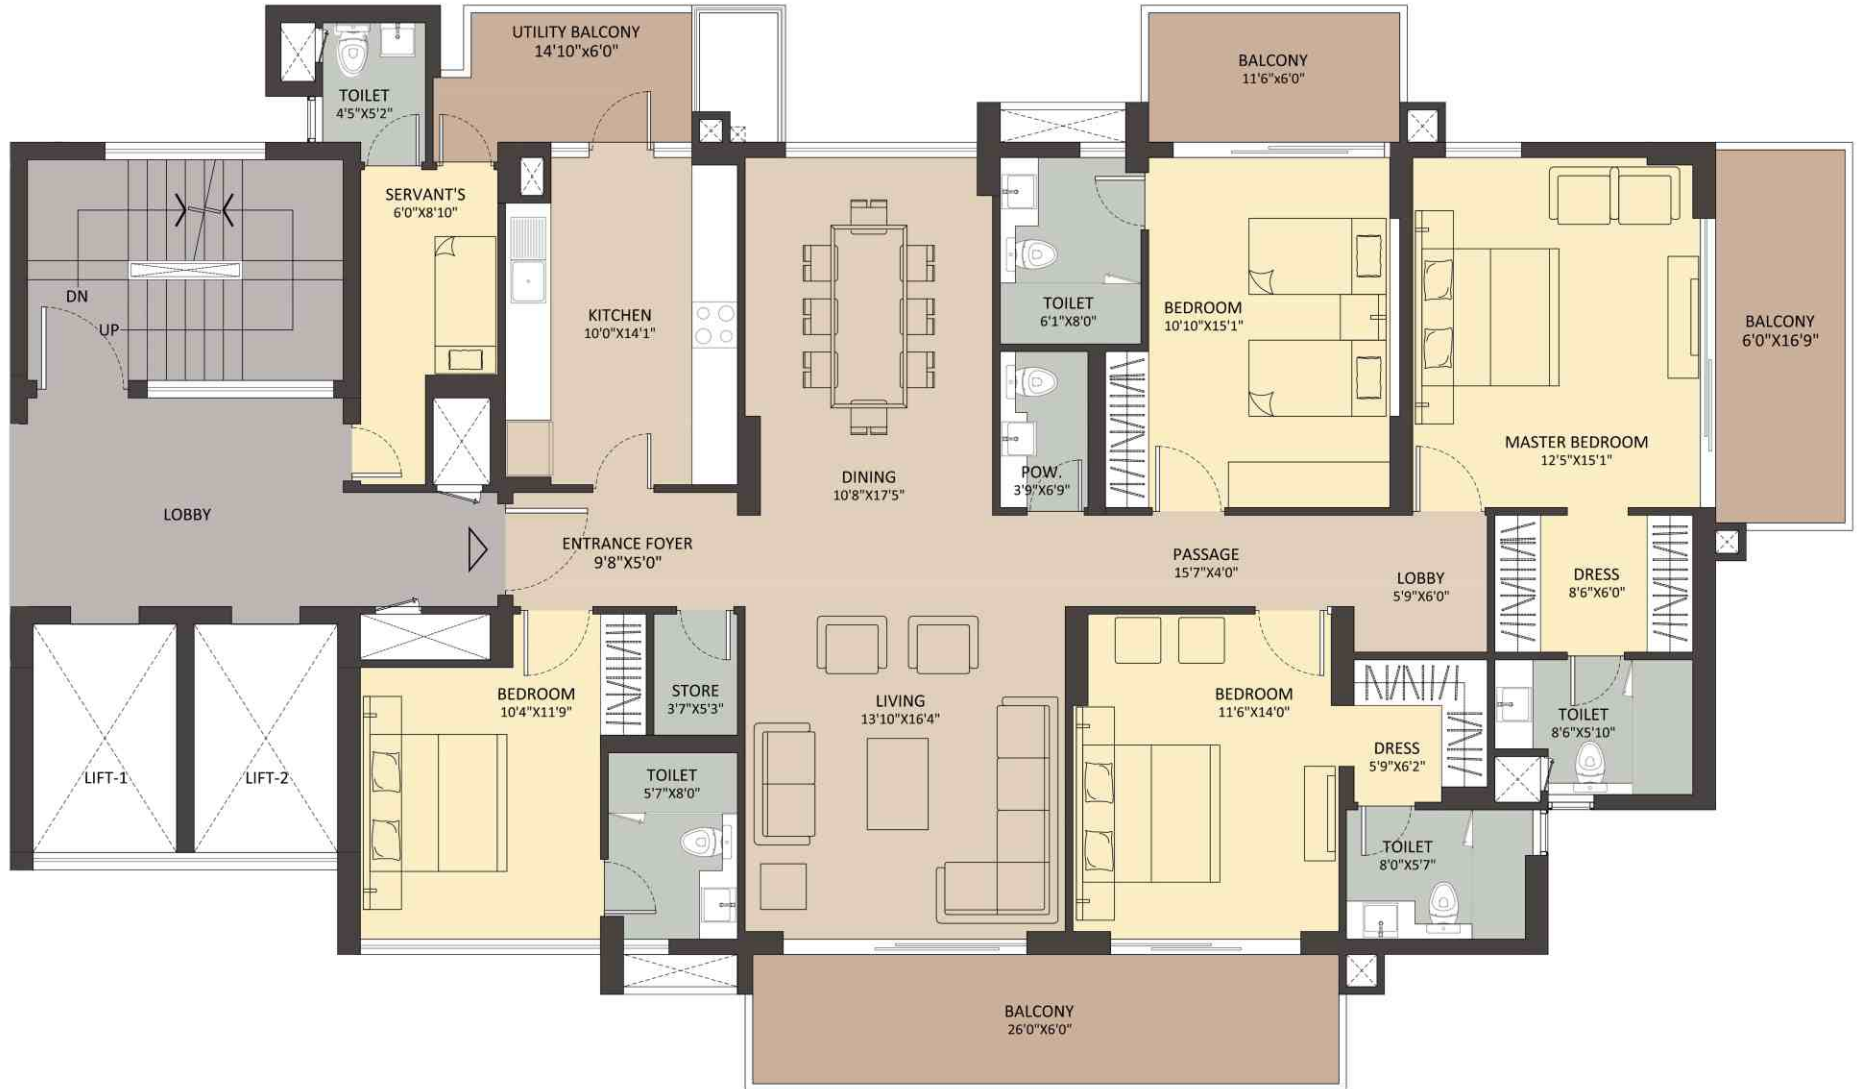 UTILITY BALCONY
14'10"x6'0"
BALCONY
11'6"x6'0"
TOILET
4'5"X5'2"
SERVANT'S
6'0"X8'10"
DN
UP
KITCHEN
10'0"X14'1"
TOILET
6'1"X8'0"
BEDROOM
10'10"X15'1"
BALCONY
6'0"X16'9"
MASTER BEDROOM
12'5"X15'1"
DINING
10'8"X17'5"
POW.
3'9"X6'9"
LOBBY
ENTRANCE FOYER
9'8"X5'0"
PASSAGE
15'7"X4'0"
LOBBY
5'9"X6'0"
DRESS
8'6"X6'0"
BEDROOM
10'4"X11'9"
STORE
3'7"X5'3"
LIVING
13'10"X16'4"
BEDROOM
11'6"X14'0"
TOILET
8'6"X5'10"
DRESS
5'9"X6'2"
LIFT-1
LIFT-2
TOILET
5'7"X8'0"
TOILET
8'0"X5'7"
BALCONY
26'0"X6'0"